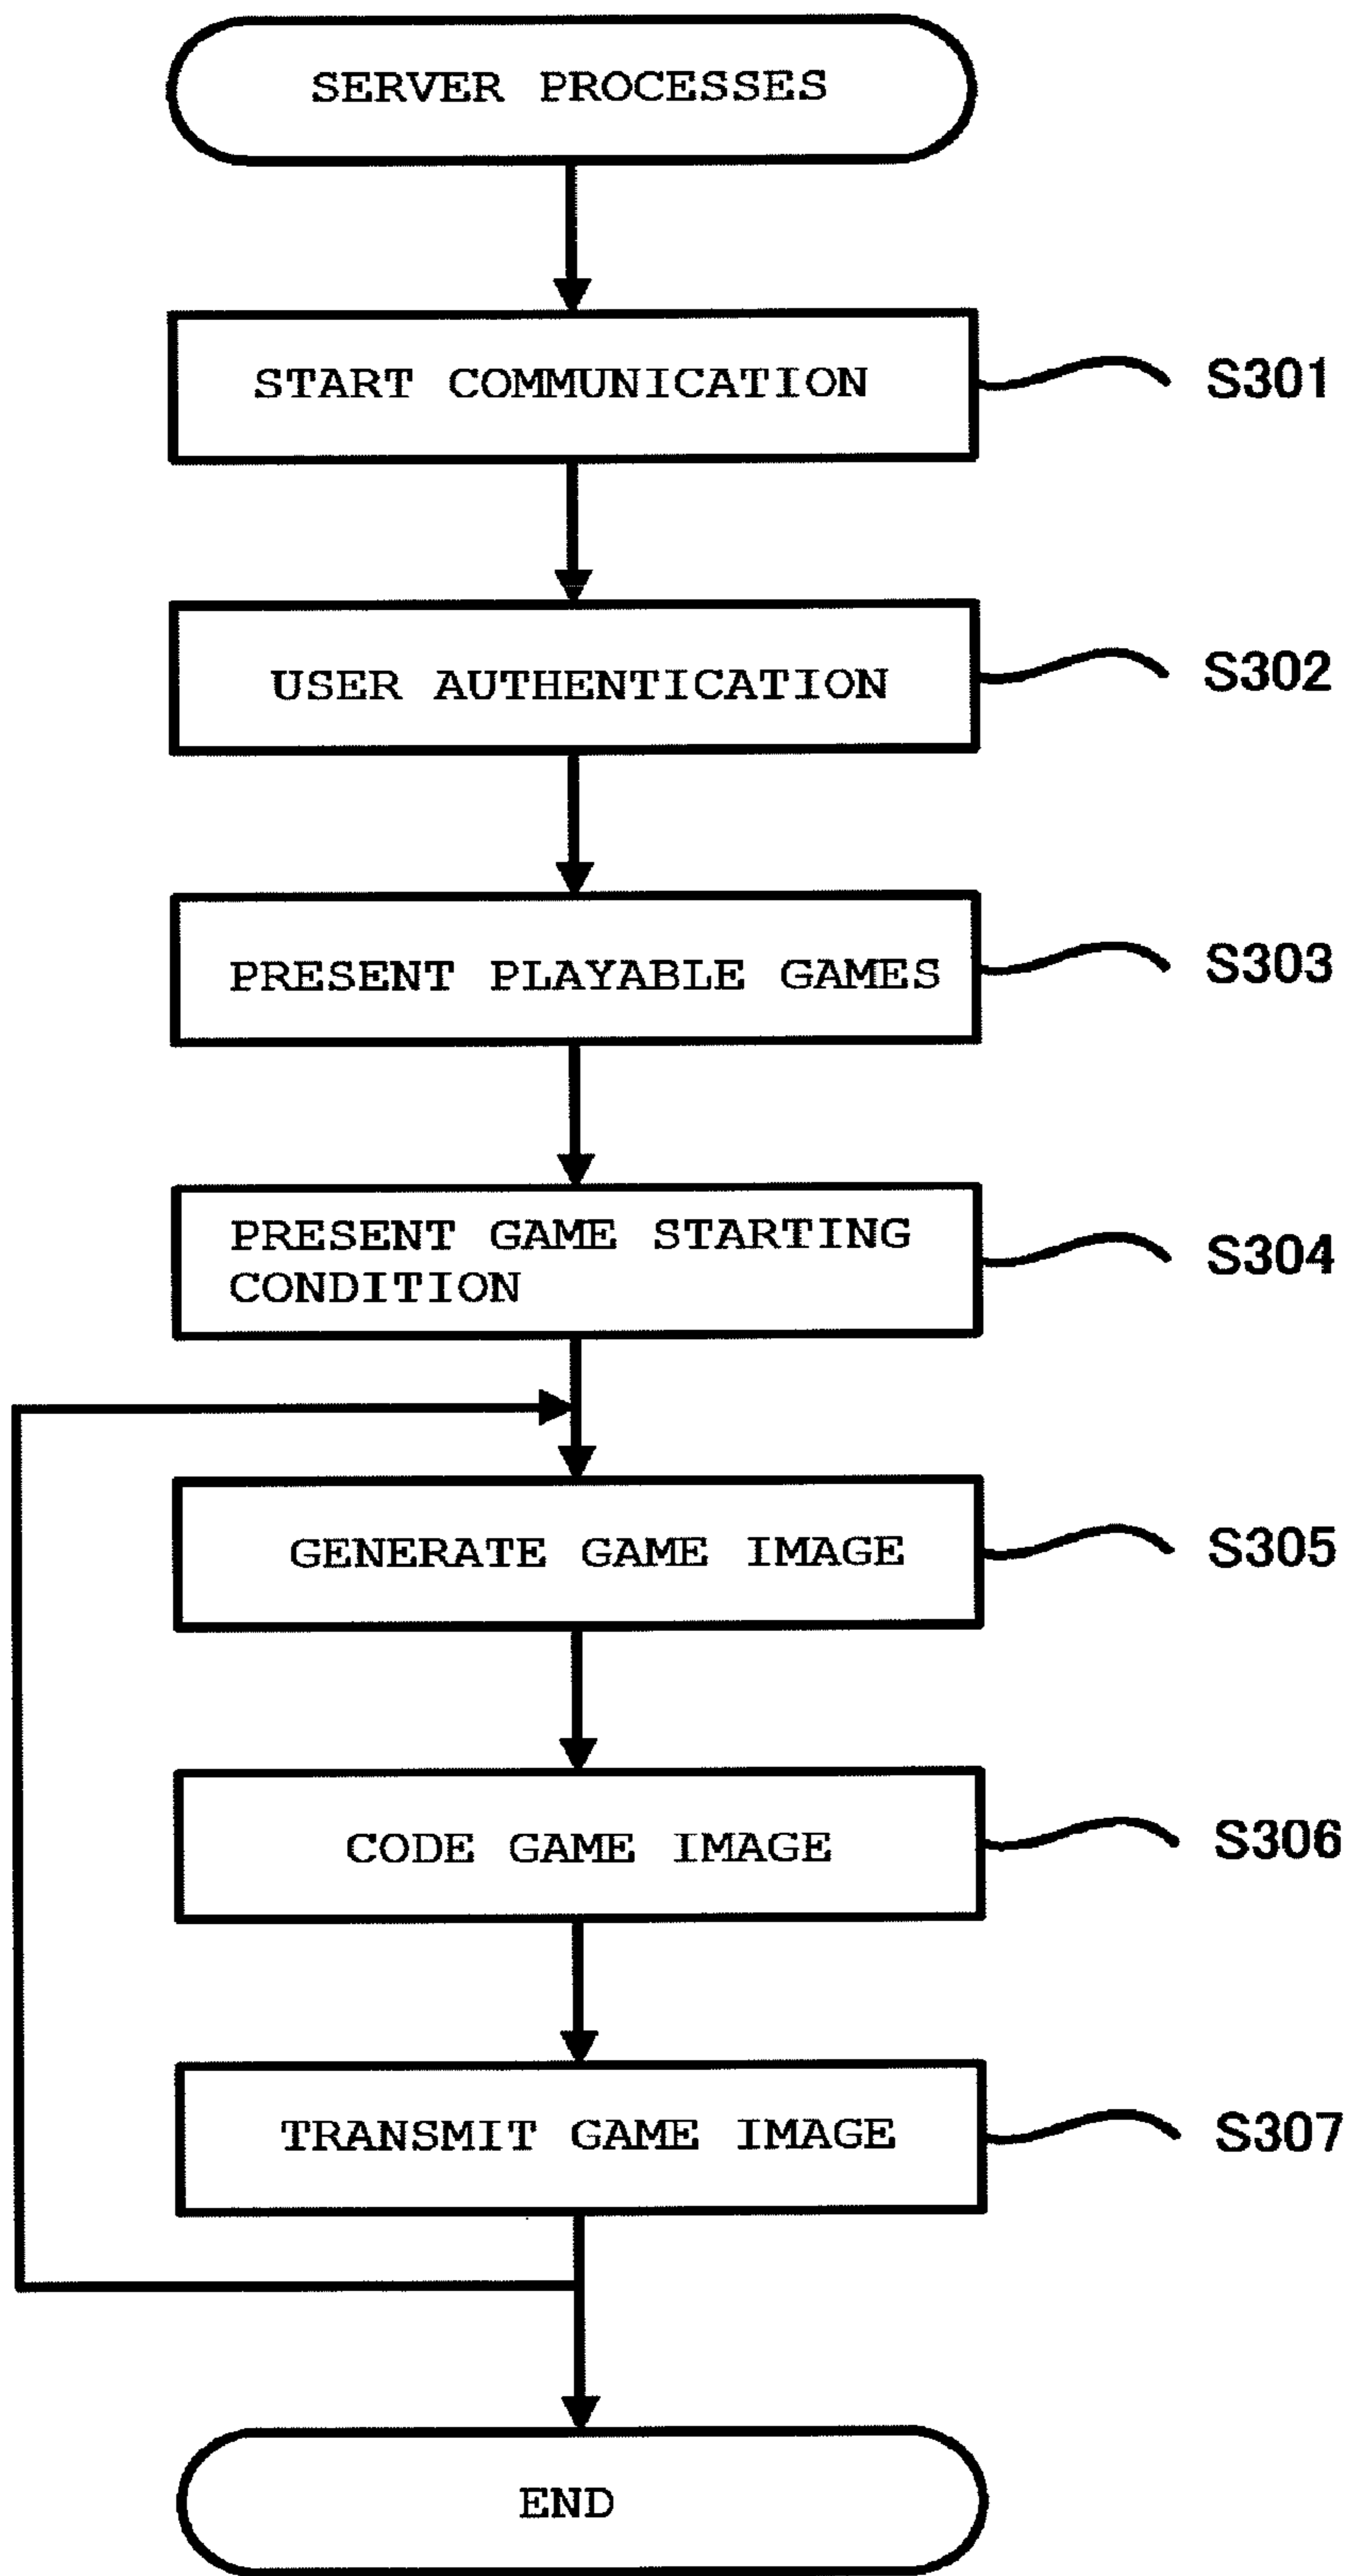 SERVER PROCESSES
START COMMUNICATION
S301
USER AUTHENTICATION
S302
PRESENT PLAYABLE GAMES
S303
PRESENT GAME STARTING
CONDITION
S304
GENERATE GAME IMAGE
S305
CODE GAME IMAGE
S306
TRANSMIT GAME IMAGE
S307
END